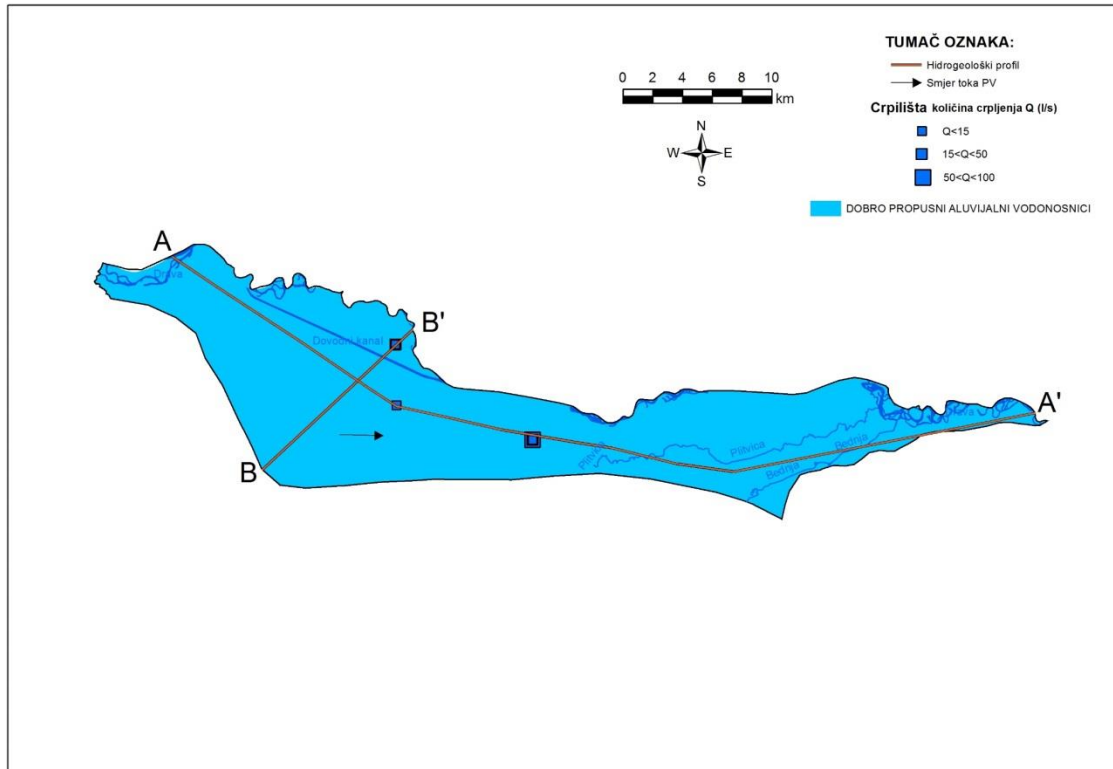 TUMAČ OZNAKA:
Hidrogeološki profil
Smjer toka PV
Crpilišta količina crpljenja Q (l/s)
Q<15
15<Q<50
50<Q<100
DOBRO PROPUSNI ALUVIJALNI VODONOSNICI
0 2 4 6 8 10
km
N
W E
S
A
Drava
B'
Dovodni kanal
A'
Drava
Plitvica
Plitvica
Bednja
Bednja
B